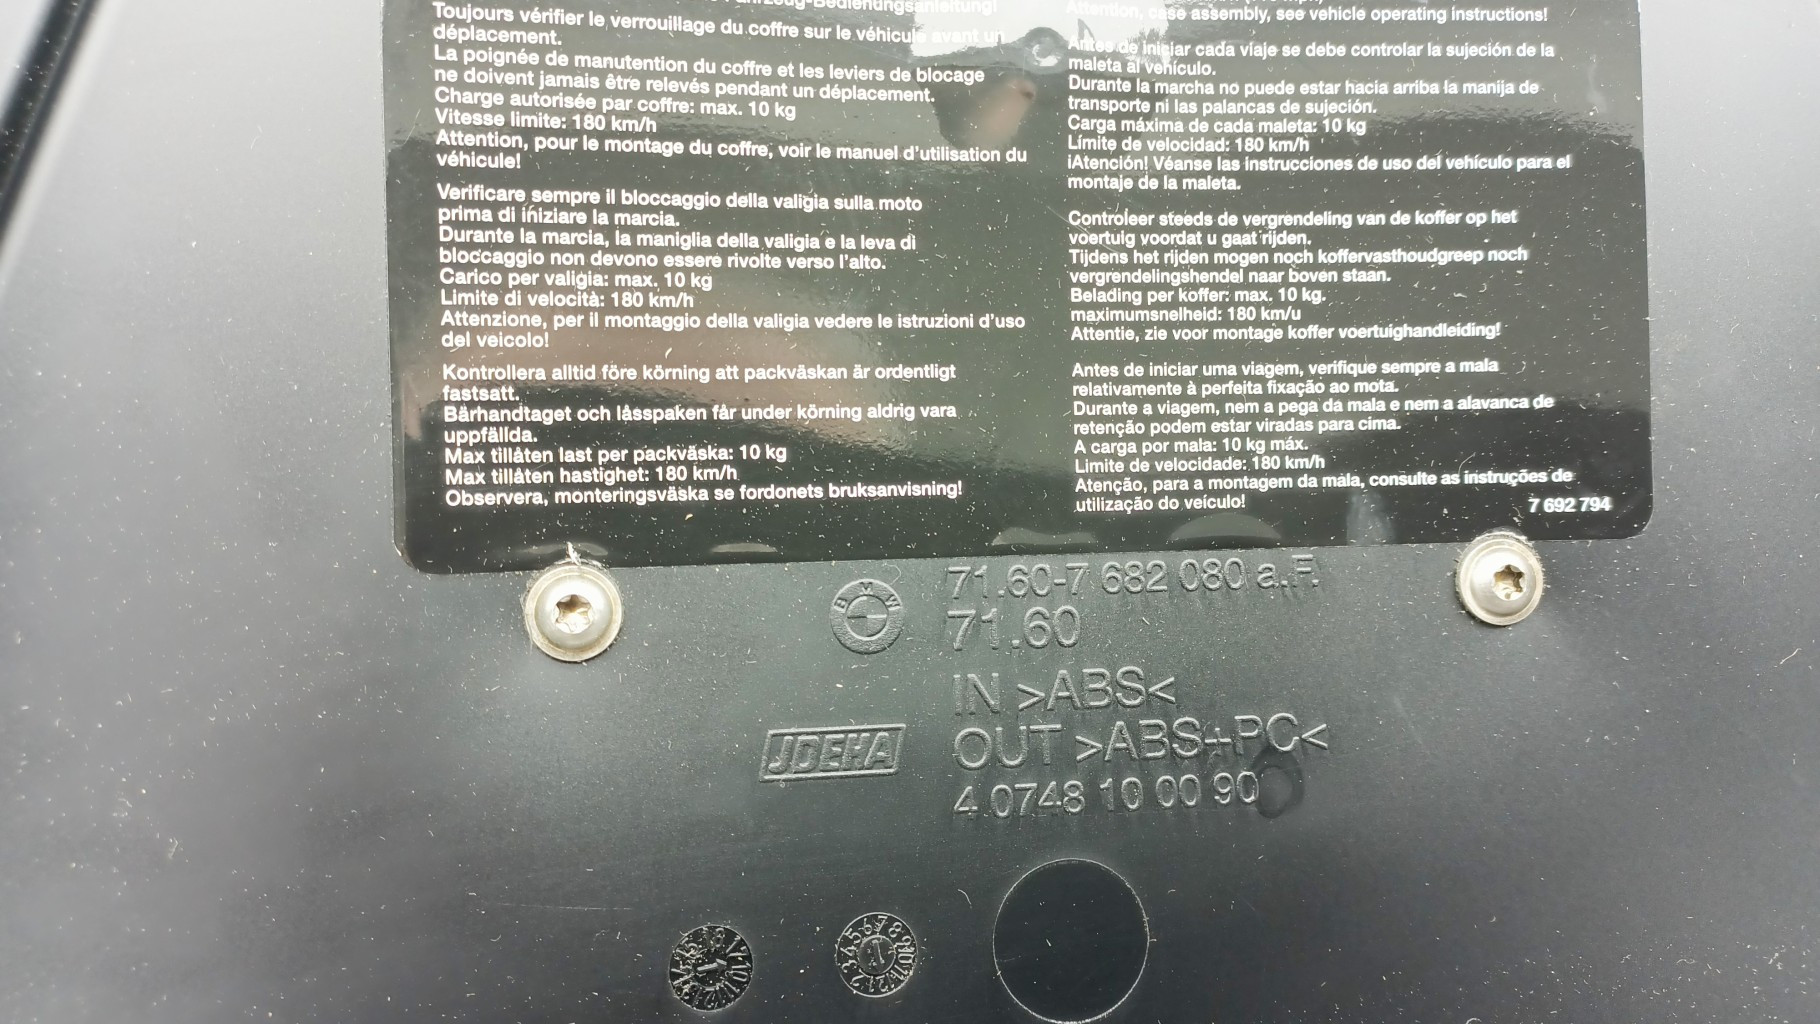 Fahrzeug-Bedienungsanleitung!
Toujours vérifier le verrouillage du coffre sur le véhicule avant un
déplacement.
La poignée de manutention du coffre et les leviers de blocage
ne doivent jamais être relevés pendant un déplacement.
Charge autorisée par coffre: max. 10 kg
Vitesse limite: 180 km/h
Attention, pour le montage du coffre, voir le manuel d'utilisation du
véhicule!
Verificare sempre il bloccaggio della valigia sulla moto
prima di iniziare la marcia.
Durante la marcia, la maniglia della valigia e la leva di
bloccaggio non devono essere rivolte verso l'alto.
Carico per valigia: max. 10 kg
Limite di velocità: 180 km/h
Attenzione, per il montaggio della valigia vedere le istruzioni d'uso
del veicolo!
Kontrollera alltid före körning att packväskan är ordentligt
fastsatt.
Bärhandtaget och låsspaken får under körning aldrig vara
uppfällda.
Max tillåten last per packväska: 10 kg
Max tillåten hastighet: 180 km/h
Observera, monteringsväska se fordonets bruksanvisning!
Attention, case assembly, see vehicle operating instructions!
Antes de iniciar cada viaje se debe controlar la sujeción de la
maleta al vehículo.
Durante la marcha no puede estar hacia arriba la manija de
transporte ni las palancas de sujeción.
Carga máxima de cada maleta: 10 kg
Límite de velocidad: 180 km/h
¡Atención! Véanse las instrucciones de uso del vehículo para el
montaje de la maleta.
Controleer steeds de vergrendeling van de koffer op het
voertuig voordat u gaat rijden.
Tijdens het rijden mogen noch koffervasthoudgreep noch
vergrendelingshendel naar boven staan.
Belading per koffer: max. 10 kg.
maximumsnelheid: 180 km/u
Attentie, zie voor montage koffer voertuighandleiding!
Antes de iniciar uma viagem, verifique sempre a mala
relativamente à perfeita fixação ao mota.
Durante a viagem, nem a pega da mala e nem a alavanca de
retenção podem estar viradas para cima.
A carga por mala: 10 kg máx.
Limite de velocidade: 180 km/h
Atenção, para a montagem da mala, consulte as instruções de
utilização do veículo!
7 692 794
BMW
71.60-7 682 080 a. F.
71.60
IN >ABS<
JDEHA
OUT >ABS+PC<
4 0748 10 00 90
1 2 3 4 5 6 7 8 9 10 11 12